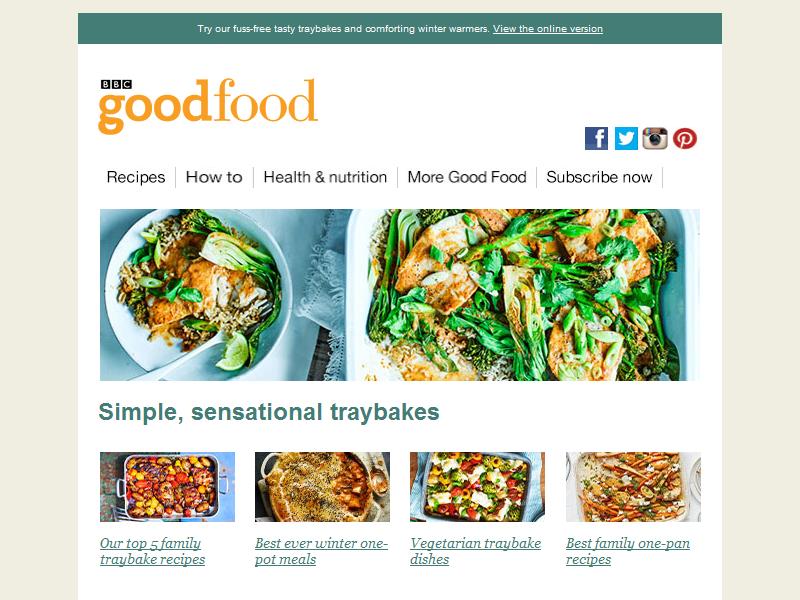 Try our fuss-free tasty traybakes and comforting winter warmers. View the online version
BBC
goodfood
Recipes
How to
Health & nutrition
More Good Food
Subscribe now
Simple, sensational traybakes
Our top 5 family
traybake recipes
Best ever winter one-
pot meals
Vegetarian traybake
dishes
Best family one-pan
recipes